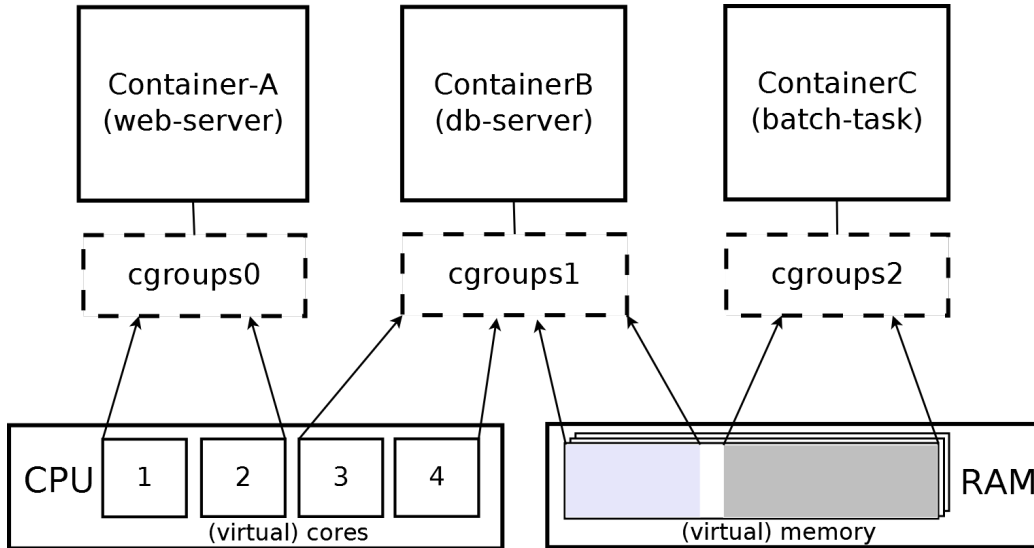 Container-A
(web-server)
ContainerB
(db-server)
ContainerC
(batch-task)
cgroups0
cgroups1
cgroups2
CPU
1
2
3
4
(virtual) cores
RAM
(virtual) memory